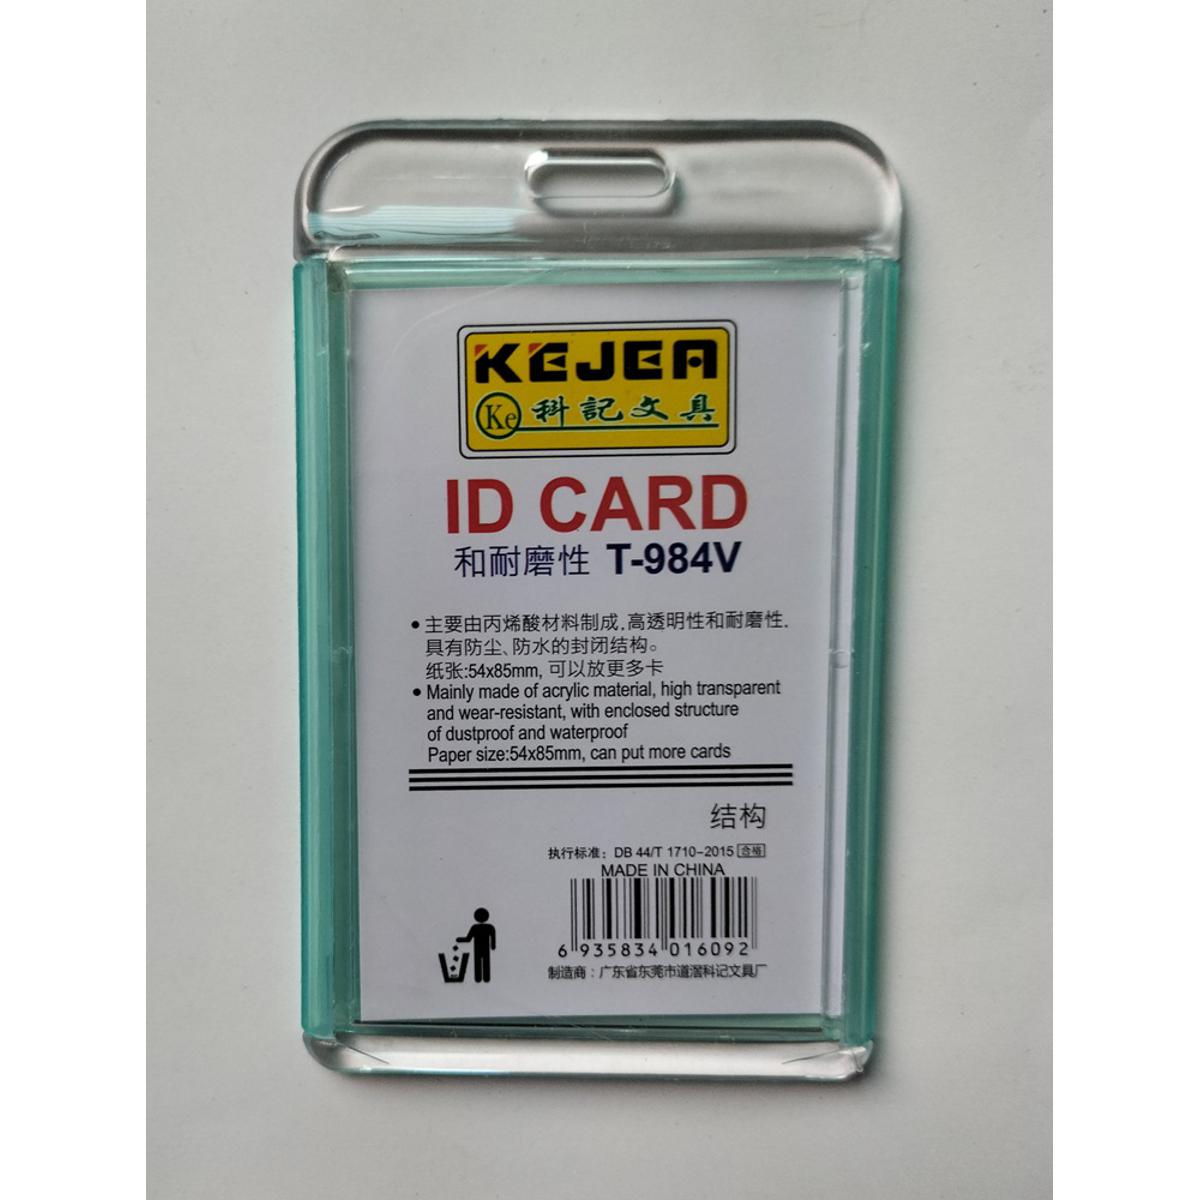 KEJEA
Ke 科記文具
ID CARD
和耐磨性 T-984V
• 主要由丙烯酸材料制成,高透明性和耐磨性.
具有防尘、防水的封闭结构。
纸张:54x85mm, 可以放更多卡
• Mainly made of acrylic material, high transparent
and wear-resistant, with enclosed structure
of dustproof and waterproof
Paper size:54x85mm, can put more cards
结构
执行标准: DB 44/T 1710-2015 合格
MADE IN CHINA
6 935834 016092
制造商:广东省东莞市道滘科记文具厂